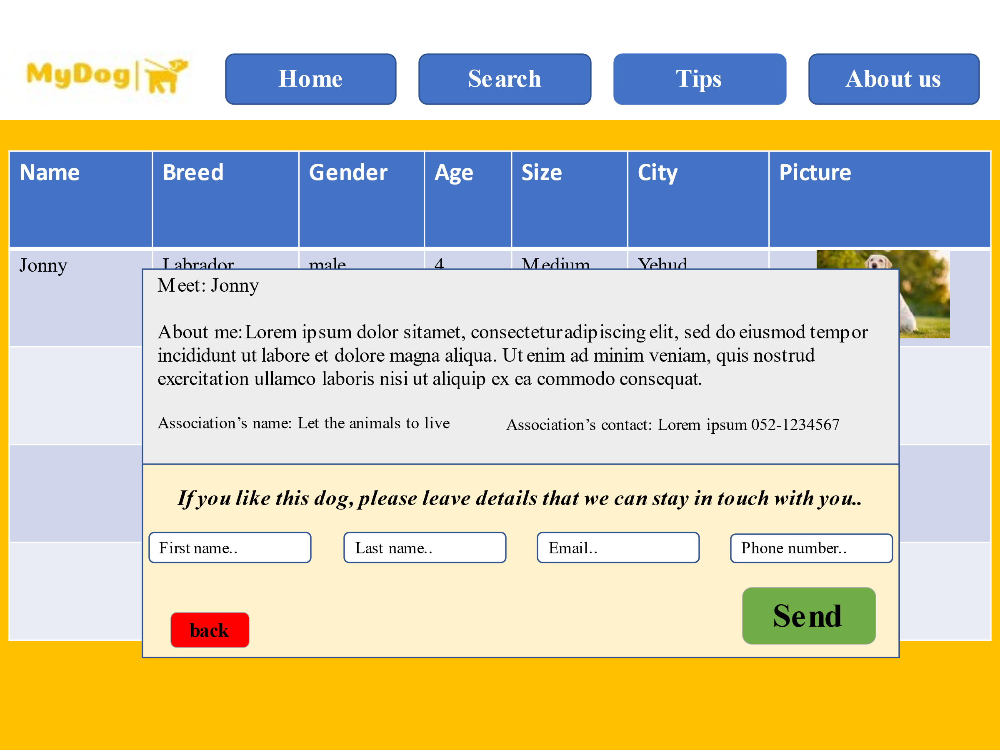 MyDog
Home
Search
Tips
About us
Name
Breed
Gender
Age
Size
City
Picture
Jonny
Labrador
male
4
Medium
Yehud
Meet: Jonny
About me: Lorem ipsum dolor sitamet, consectetur adipiscing elit, sed do eiusmod tempor
incididunt ut labore et dolore magna aliqua. Ut enim ad minim veniam, quis nostrud
exercitation ullamco laboris nisi ut aliquip ex ea commodo consequat.
Association’s name: Let the animals to live
Association’s contact: Lorem ipsum 052-1234567
If you like this dog, please leave details that we can stay in touch with you..
First name..
Last name..
Email..
Phone number..
Send
back